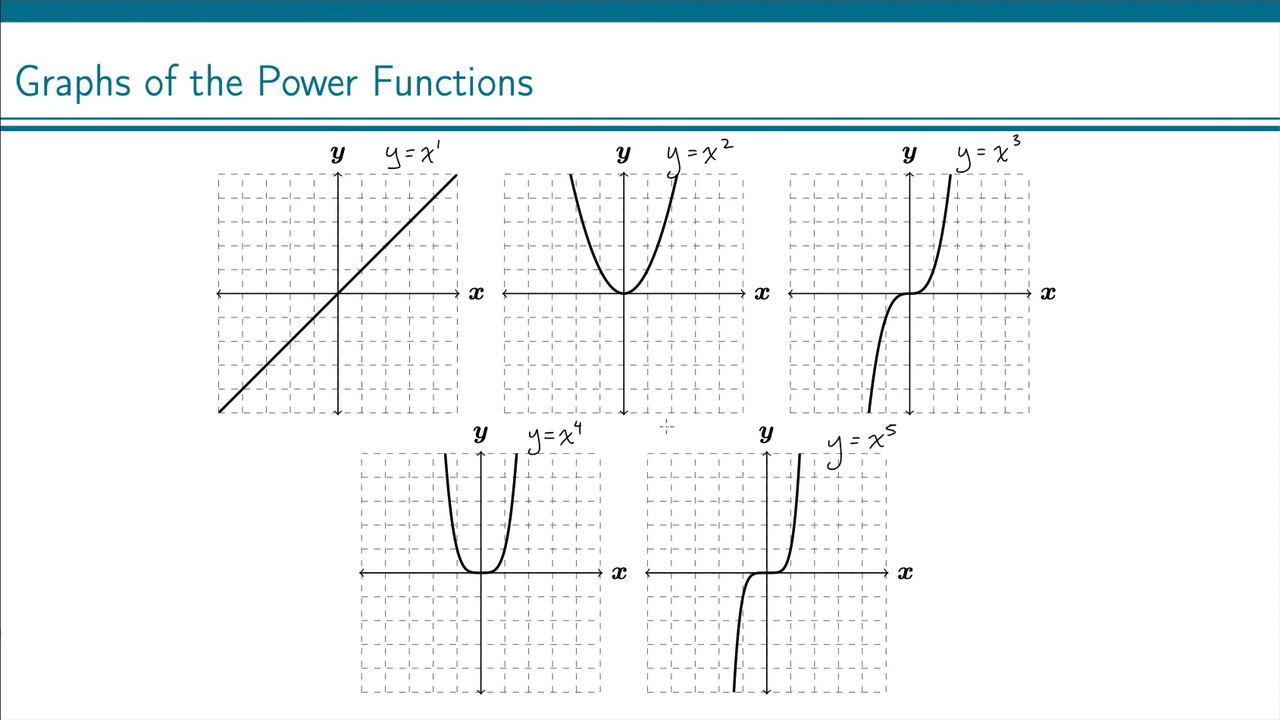 Graphs of the Power Functions
y y = x¹ y y = x² y y = x³
x x x
y y = x⁴ y y = x⁵
x x